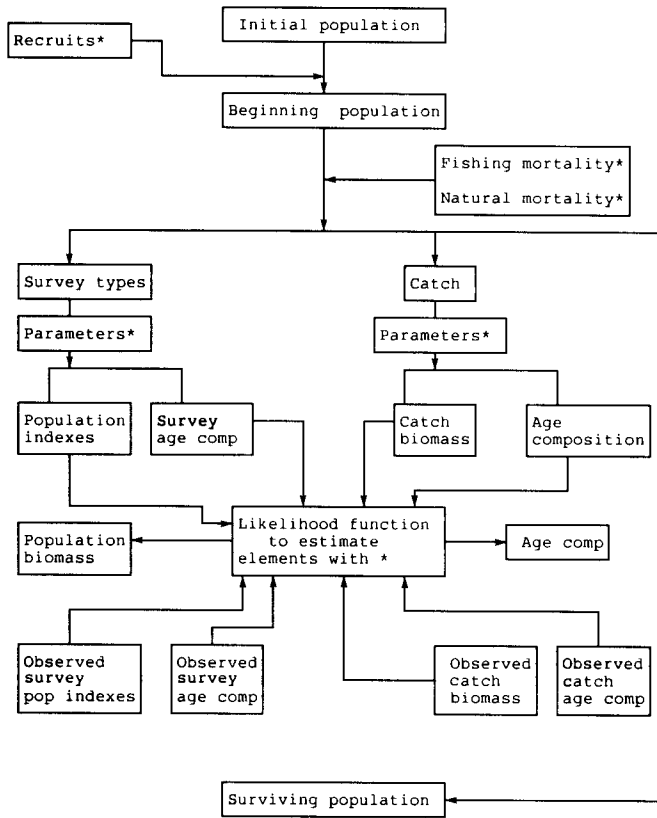 Initial population
Recruits*
Beginning population
Fishing mortality*
Natural mortality*
Survey types
Catch
Parameters*
Parameters*
Population
indexes
Survey
age comp
Catch
biomass
Age
composition
Population
biomass
Likelihood function
to estimate
elements with *
Age comp
Observed
survey
pop indexes
Observed
survey
age comp
Observed
catch
biomass
Observed
catch
age comp
Surviving population